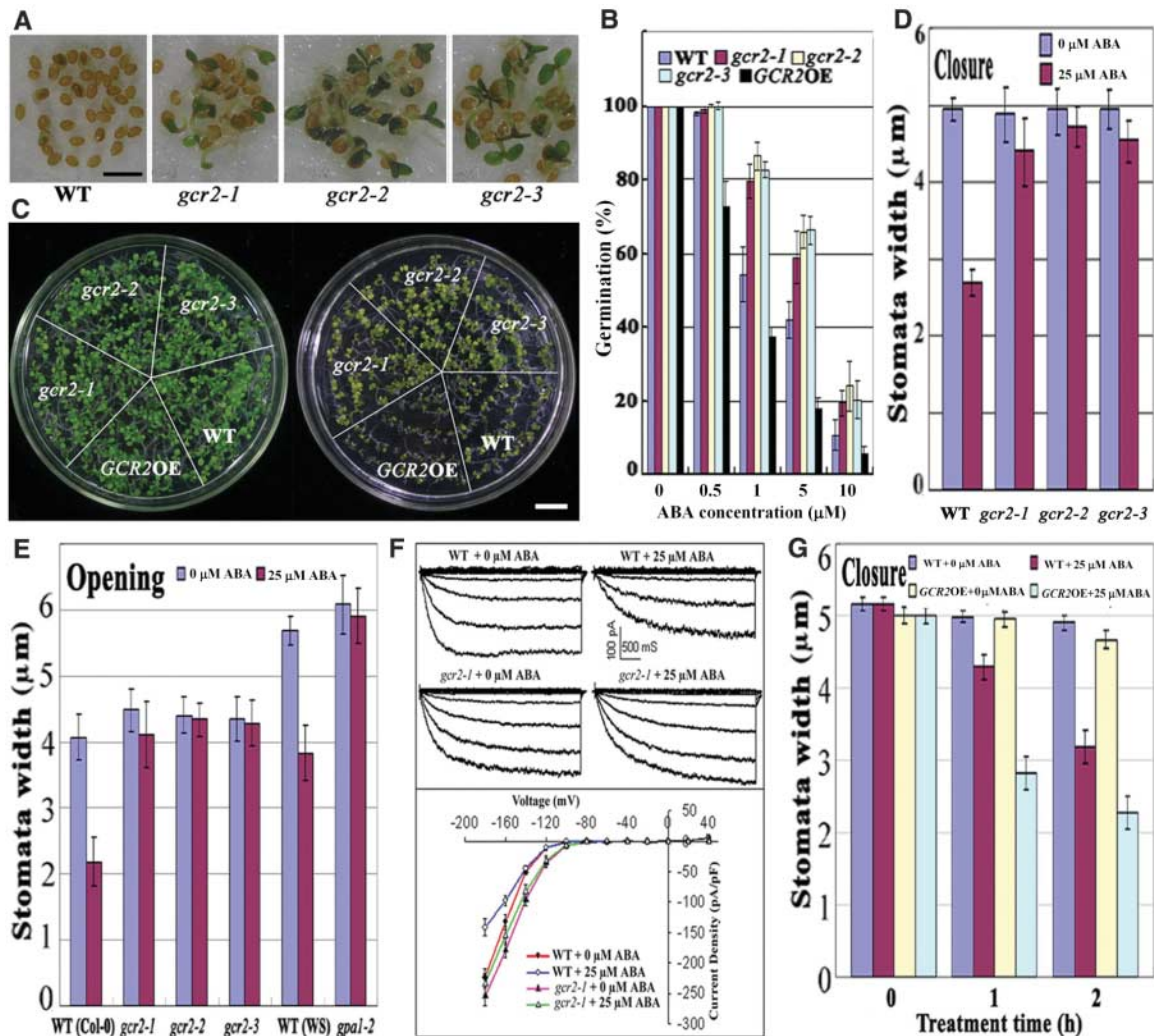 A
WT
gcr2-1
gcr2-2
gcr2-3
B
WT gcr2-1 gcr2-2
gcr2-3 GCR2OE
Germination (%)
100
80
60
40
20
0
0 0.5 1 5 10
ABA concentration (μM)
C
gcr2-2
gcr2-3
gcr2-1
WT
GCR2OE
gcr2-2
gcr2-3
gcr2-1
WT
GCR2OE
D
Closure
0 μM ABA
25 μM ABA
Stomata width (μm)
6
4
2
0
WT gcr2-1 gcr2-2 gcr2-3
E
Opening
0 μM ABA 25 μM ABA
Stomata width (μm)
6
5
4
3
2
1
0
WT (Col-0) gcr2-1 gcr2-2 gcr2-3 WT (WS) gpa1-2
F
WT + 0 μM ABA
WT + 25 μM ABA
100 pA
500 mS
gcr2-1 + 0 μM ABA
gcr2-1 + 25 μM ABA
Voltage (mV)
-200 -160 -120 -80 -40 0 40
50
0
-50
-100
-150
-200
-250
-300
Current Density (pA/pF)
WT + 0 μM ABA
WT + 25 μM ABA
gcr2-1 + 0 μM ABA
gcr2-1 + 25 μM ABA
G
Closure
WT+0 μM ABA WT+25 μM ABA
GCR2OE+0μMABA GCR2OE+25 μMABA
Stomata width (μm)
6
5
4
3
2
1
0
0 1 2
Treatment time (h)